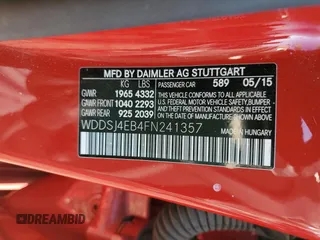 MFD BY DAIMLER AG STUTTGART
KG LBS PASSENGER CAR 589 05/15
GVWR 1965 4332
GAWR FRONT 1040 2293
GAWR REAR 925 2039
THIS VEHICLE CONFORMS TO ALL APPLICABLE
U.S. FEDERAL MOTOR VEHICLE SAFETY, BUMPER
AND THEFT PREVENTION STANDARDS IN EFFECT ON
THE DATE OF MANUFACTURE SHOWN ABOVE
WDDSJ4EB4FN241357
MADE IN HUNGARY
DREAMBID